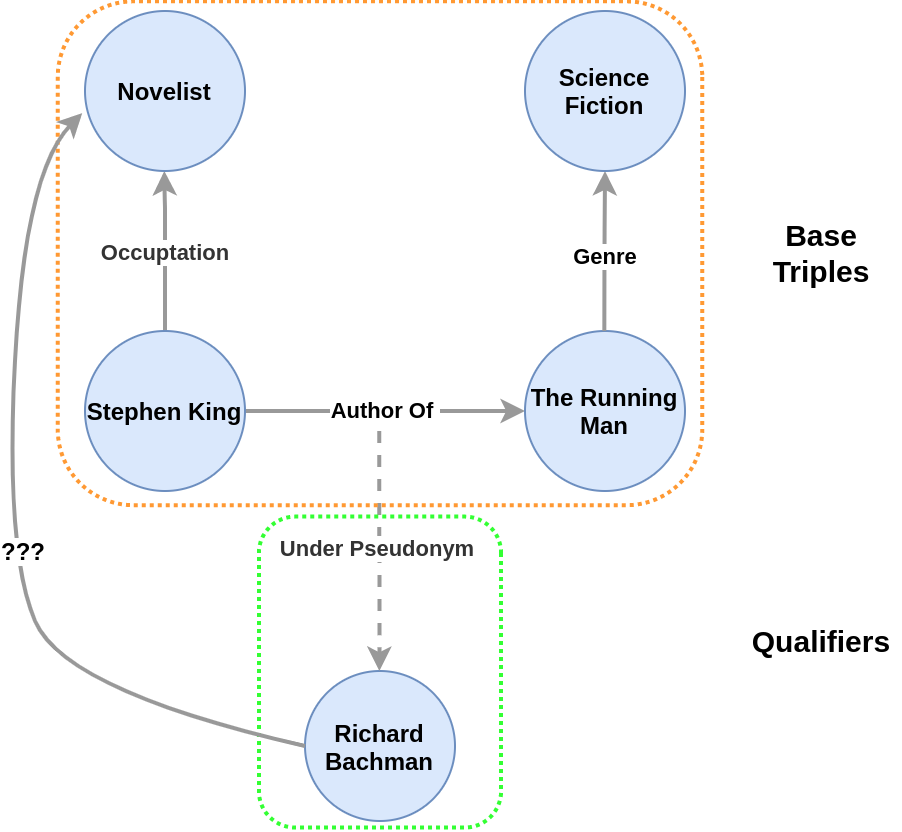 Novelist
Science
Fiction
Occuptation
Genre
Base
Triples
Stephen King
Author Of
The Running
Man
???
Under Pseudonym
Qualifiers
Richard
Bachman